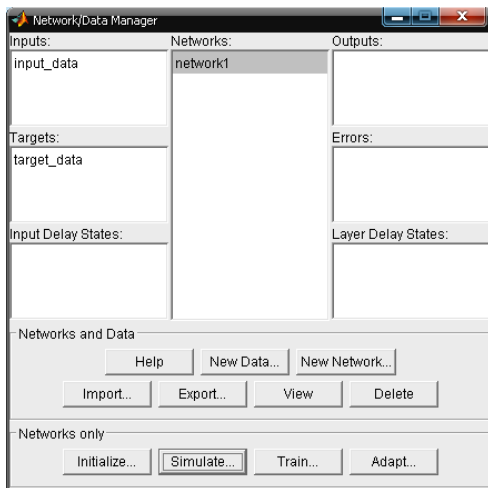 Network/Data Manager
Inputs:
Networks:
Outputs:
input_data
network1
Targets:
Errors:
target_data
Input Delay States:
Layer Delay States:
Networks and Data
Help
New Data...
New Network...
Import...
Export...
View
Delete
Networks only
Initialize...
Simulate...
Train...
Adapt...